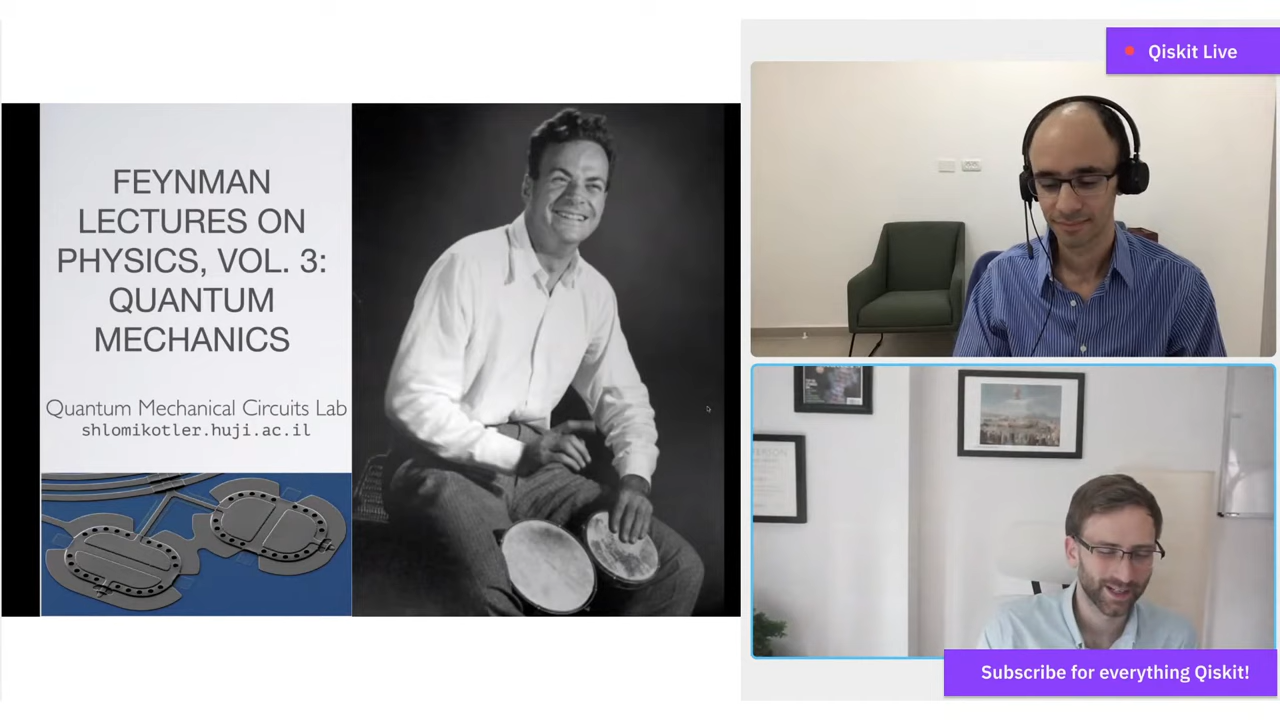 FEYNMAN
LECTURES ON
PHYSICS, VOL. 3:
QUANTUM
MECHANICS
Quantum Mechanical Circuits Lab
shlomikotler.huji.ac.il
Qiskit Live
Subscribe for everything Qiskit!